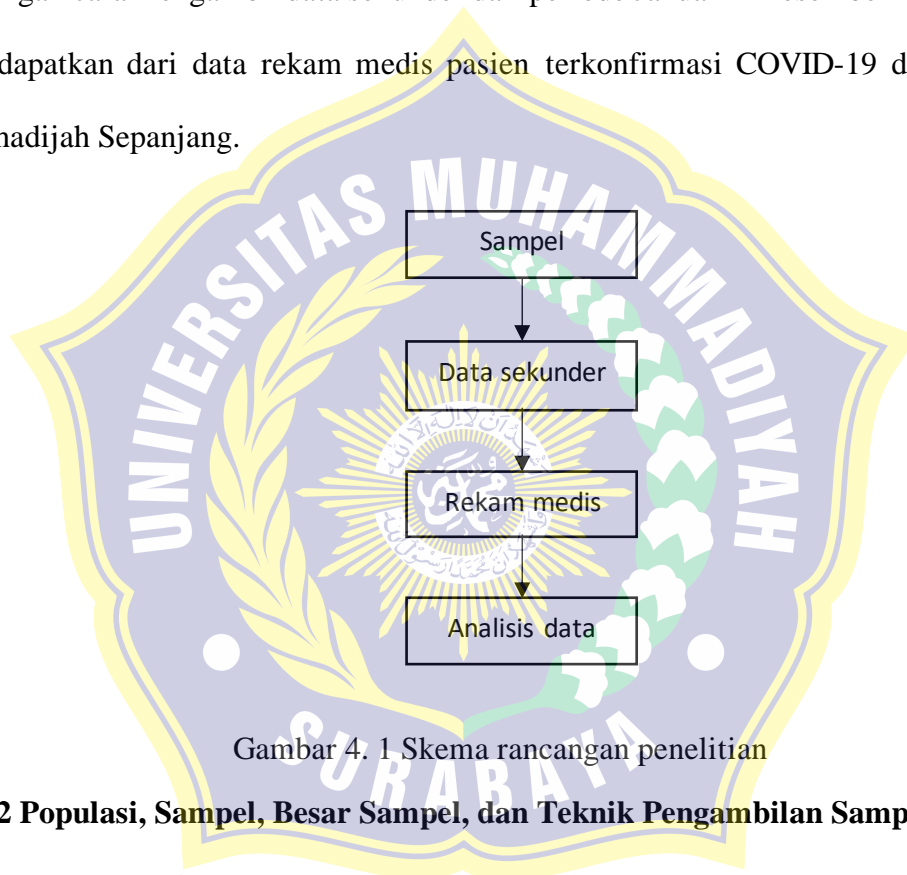 dapatkan dari data rekam medis pasien terkonfirmasi COVID-19 d
hadijah Sepanjang.
UNIVERSITAS MUHAMMADIYAH
SURABAYA
Sampel
Data sekunder
Rekam medis
Analisis data
Gambar 4. 1 Skema rancangan penelitian
2 Populasi, Sampel, Besar Sampel, dan Teknik Pengambilan Samp